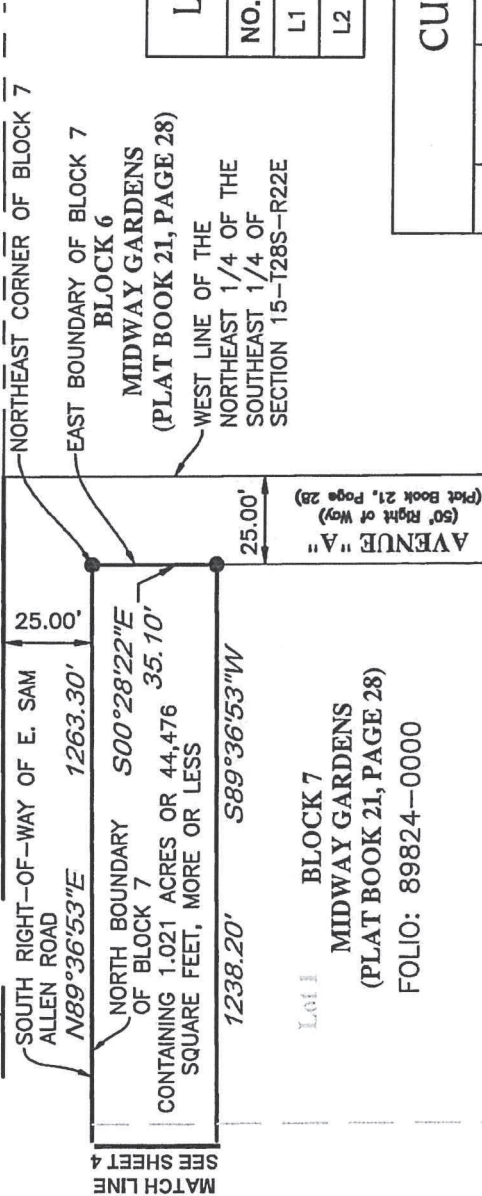 SOUTH RIGHT-OF-WAY OF E. SAM
ALLEN ROAD
N89°36'53"E 1263.30'
25.00'
NORTHEAST CORNER OF BLOCK 7
EAST BOUNDARY OF BLOCK 7
BLOCK 6
MIDWAY GARDENS
(PLAT BOOK 21, PAGE 28)
WEST LINE OF THE
NORTHEAST 1/4 OF THE
SOUTHEAST 1/4 OF
SECTION 15-T28S-R22E
NORTH BOUNDARY
OF BLOCK 7
S00°28'22"E
35.10'
CONTAINING 1.021 ACRES OR 44,476
SQUARE FEET, MORE OR LESS
1238.20' S89°36'53"W
25.00'
AVENUE "A"
(50' Right of Way)
(Plat Book 21, Page 28)
MATCH LINE
SEE SHEET 4
Lot 1
BLOCK 7
MIDWAY GARDENS
(PLAT BOOK 21, PAGE 28)
FOLIO: 89824-0000
L
NO.
L1
L2
CU